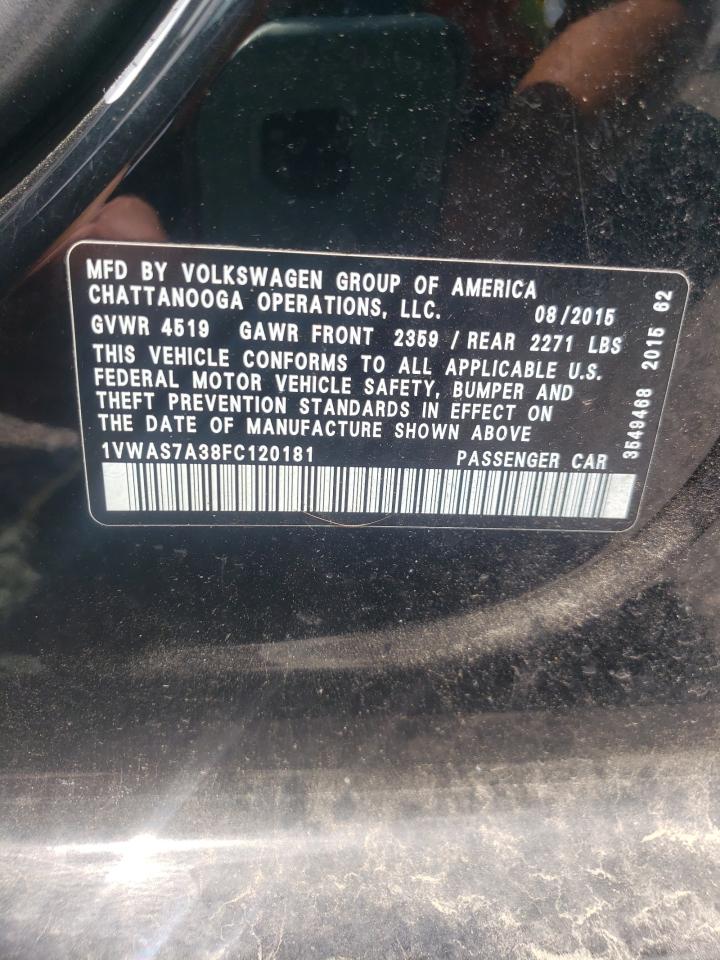 MFD BY VOLKSWAGEN GROUP OF AMERICA
CHATTANOOGA OPERATIONS, LLC. 08/2015
GVWR 4519 GAWR FRONT 2359 / REAR 2271 LBS
THIS VEHICLE CONFORMS TO ALL APPLICABLE U.S.
FEDERAL MOTOR VEHICLE SAFETY, BUMPER AND
THEFT PREVENTION STANDARDS IN EFFECT ON
THE DATE OF MANUFACTURE SHOWN ABOVE
1VWAS7A38FC120181 PASSENGER CAR
3549468 2015 62